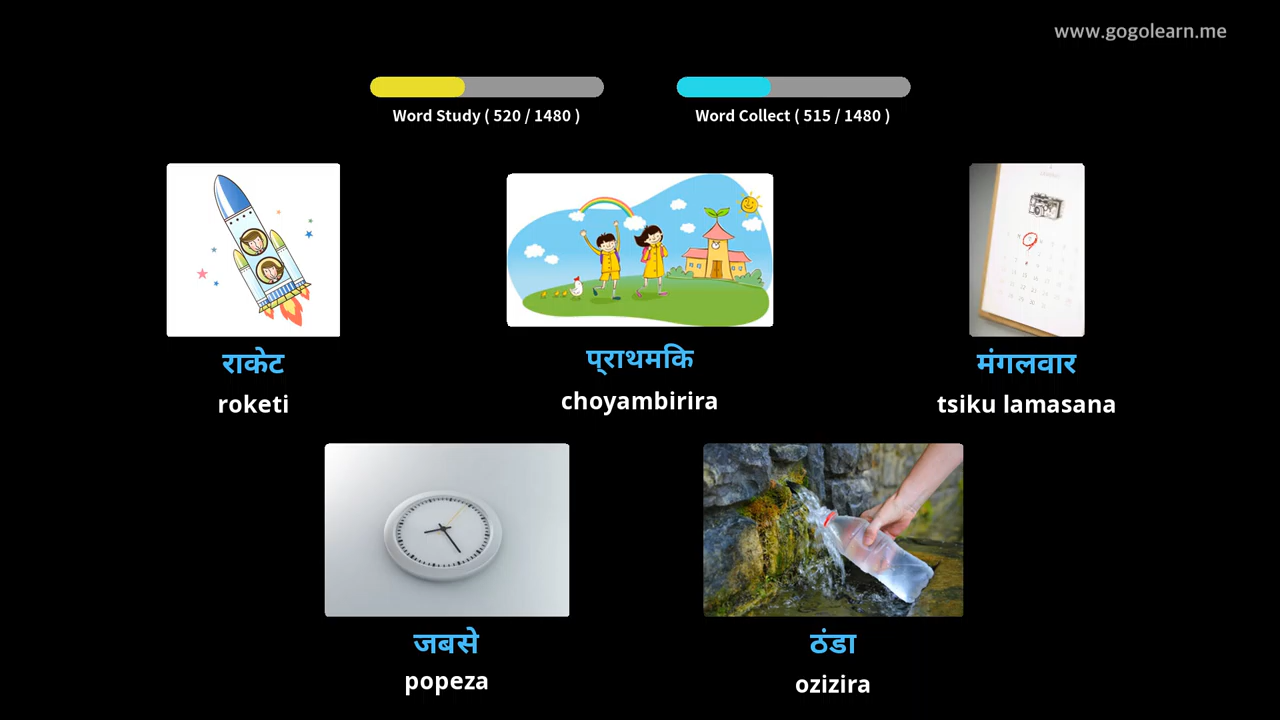 www.gogolearn.me
Word Study ( 520 / 1480 )
Word Collect ( 515 / 1480 )
राकेट
प्राथमकि
मंगलवार
roketi
choyambirira
tsiku lamasana
जबसे
ठंडा
popeza
ozizira